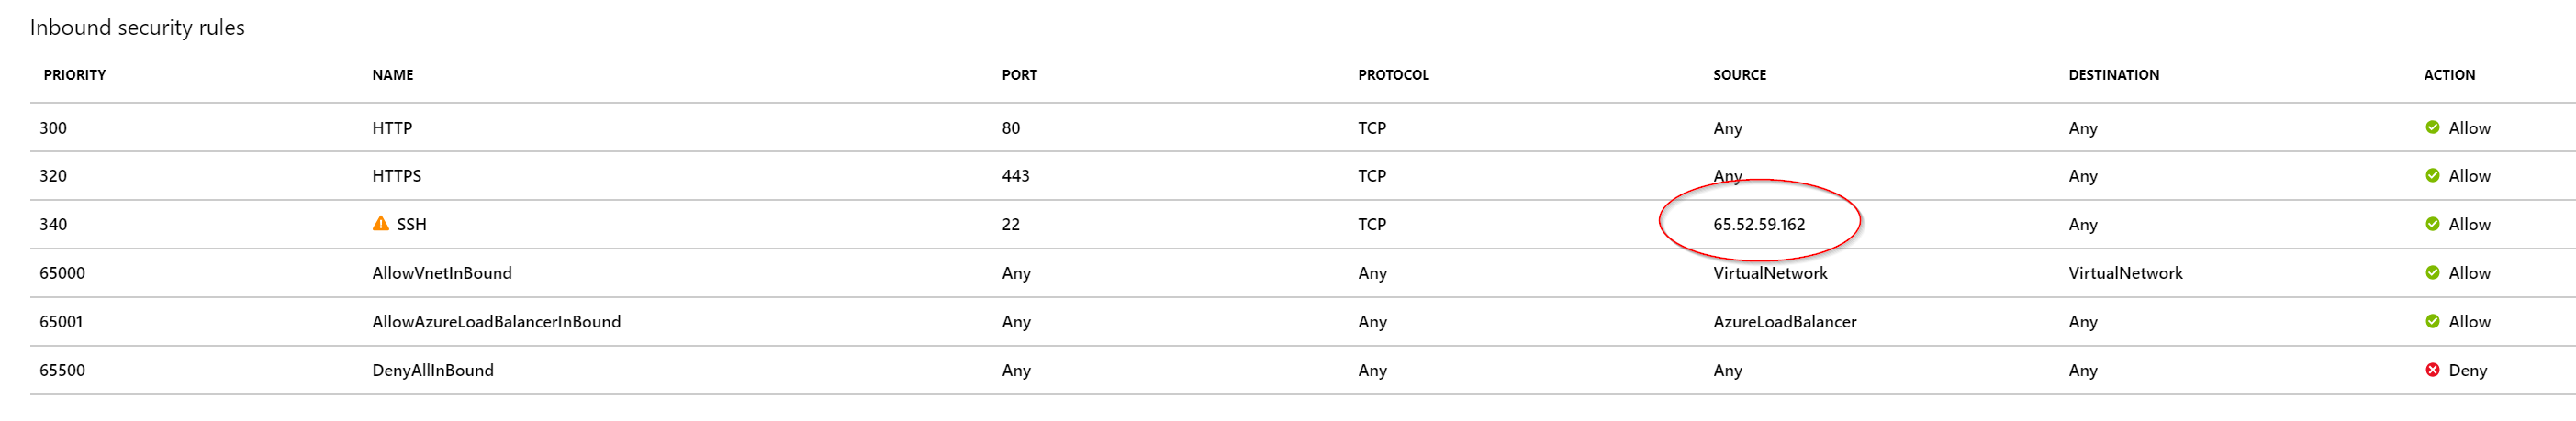 Inbound security rules
PRIORITY NAME PORT PROTOCOL SOURCE DESTINATION ACTION
300 HTTP 80 TCP Any Any Allow
320 HTTPS 443 TCP Any Any Allow
340 SSH 22 TCP 65.52.59.162 Any Allow
65000 AllowVnetInBound Any Any VirtualNetwork VirtualNetwork Allow
65001 AllowAzureLoadBalancerInBound Any Any AzureLoadBalancer Any Allow
65500 DenyAllInBound Any Any Any Any Deny